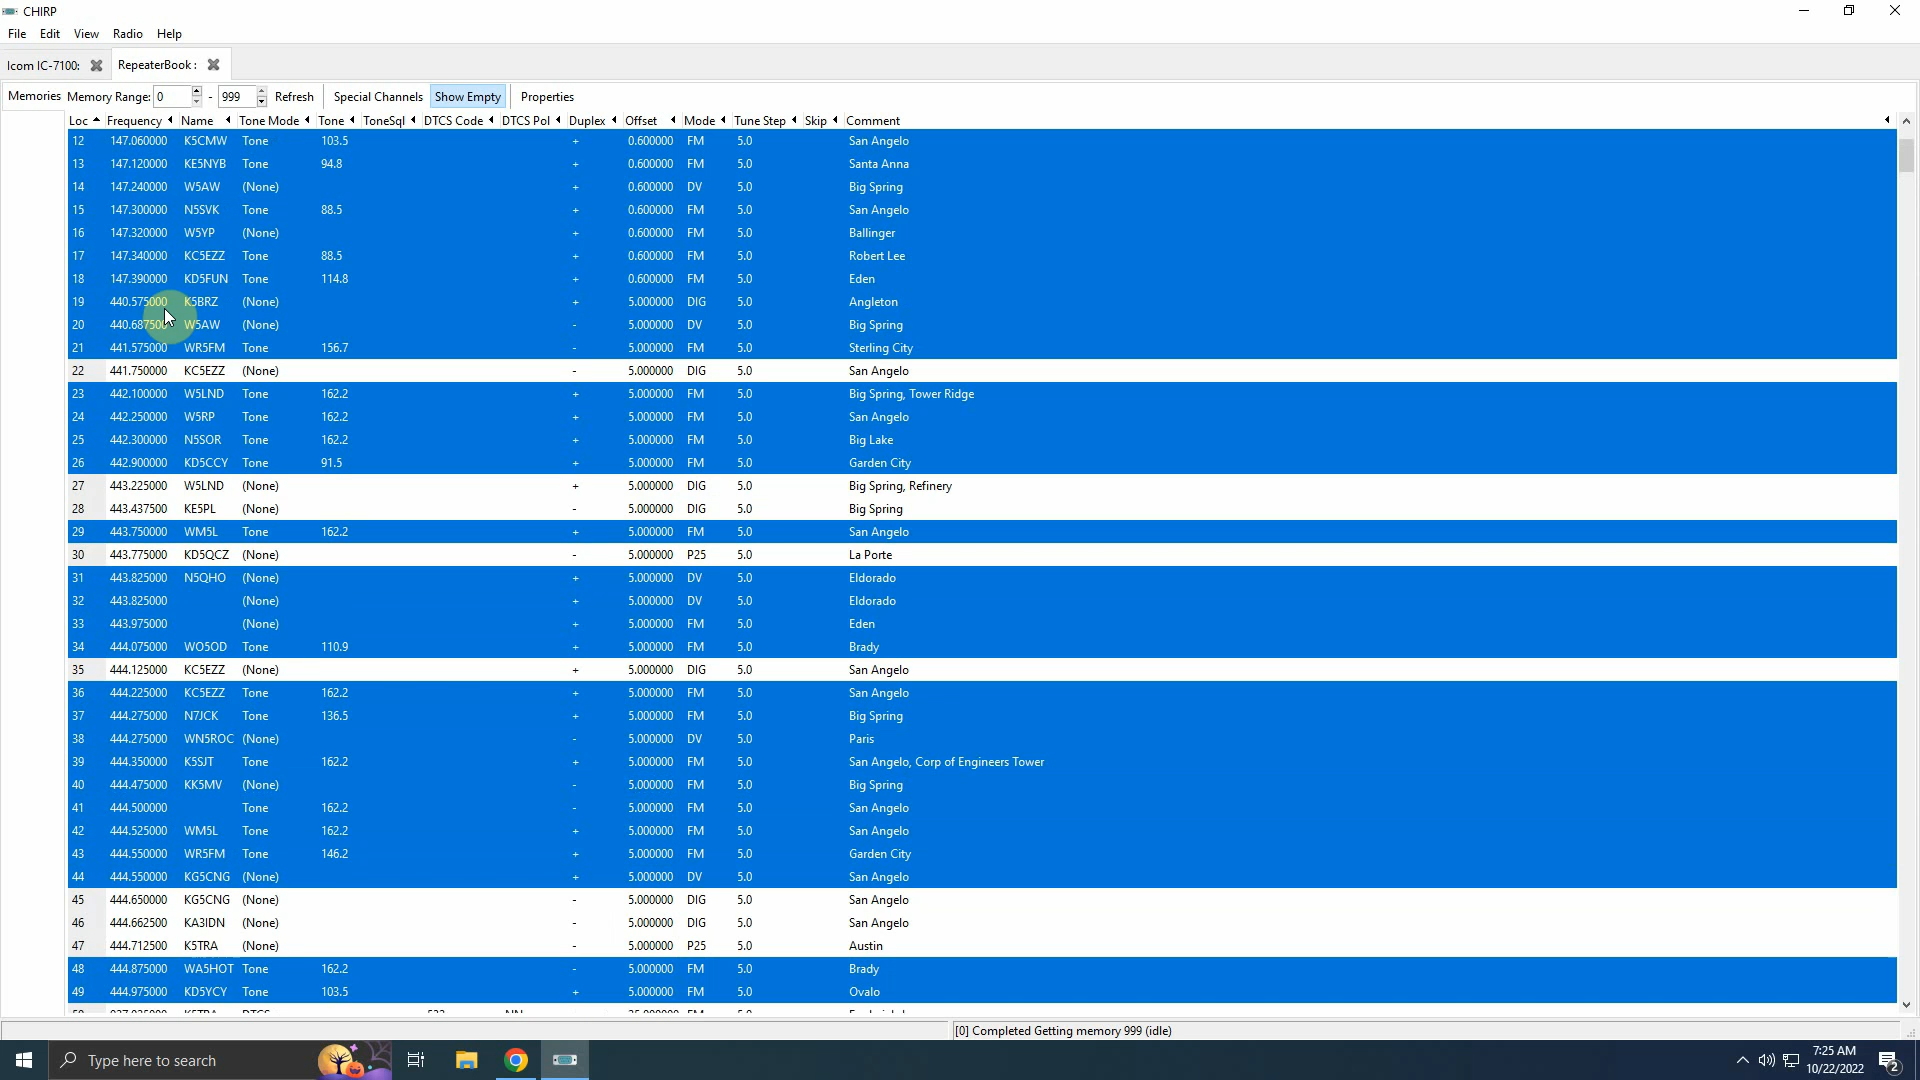 CHIRP
File Edit View Radio Help
Icom IC-7100: RepeaterBook :
Memories Memory Range: 0 - 999 Refresh Special Channels Show Empty Properties
Loc Frequency Name Tone Mode Tone ToneSql DTCS Code DTCS Pol Duplex Offset Mode Tune Step Skip Comment
12 147.060000 K5CMW Tone 103.5 + 0.600000 FM 5.0 San Angelo
13 147.120000 KE5NYB Tone 94.8 + 0.600000 FM 5.0 Santa Anna
14 147.240000 W5AW (None) + 0.600000 DV 5.0 Big Spring
15 147.300000 N5SVK Tone 88.5 + 0.600000 FM 5.0 San Angelo
16 147.320000 W5YP (None) + 0.600000 FM 5.0 Ballinger
17 147.340000 KC5EZZ Tone 88.5 + 0.600000 FM 5.0 Robert Lee
18 147.390000 KD5FUN Tone 114.8 + 0.600000 FM 5.0 Eden
19 440.575000 K5BRZ (None) + 5.000000 DIG 5.0 Angleton
20 440.687500 W5AW (None) - 5.000000 DV 5.0 Big Spring
21 441.575000 WR5FM Tone 156.7 - 5.000000 FM 5.0 Sterling City
22 441.750000 KC5EZZ (None) - 5.000000 DIG 5.0 San Angelo
23 442.100000 W5LND Tone 162.2 + 5.000000 FM 5.0 Big Spring, Tower Ridge
24 442.250000 W5RP Tone 162.2 + 5.000000 FM 5.0 San Angelo
25 442.300000 N5SOR Tone 162.2 + 5.000000 FM 5.0 Big Lake
26 442.900000 KD5CCY Tone 91.5 + 5.000000 FM 5.0 Garden City
27 443.225000 W5LND (None) + 5.000000 DIG 5.0 Big Spring, Refinery
28 443.437500 KE5PL (None) - 5.000000 DIG 5.0 Big Spring
29 443.750000 WM5L Tone 162.2 + 5.000000 FM 5.0 San Angelo
30 443.775000 KD5QCZ (None) - 5.000000 P25 5.0 La Porte
31 443.825000 N5QHO (None) + 5.000000 DV 5.0 Eldorado
32 443.825000 (None) + 5.000000 DV 5.0 Eldorado
33 443.975000 (None) + 5.000000 FM 5.0 Eden
34 444.075000 WO5OD Tone 110.9 + 5.000000 FM 5.0 Brady
35 444.125000 KC5EZZ (None) + 5.000000 DIG 5.0 San Angelo
36 444.225000 KC5EZZ Tone 162.2 + 5.000000 FM 5.0 San Angelo
37 444.275000 N7JCK Tone 136.5 + 5.000000 FM 5.0 Big Spring
38 444.275000 WN5ROC (None) - 5.000000 DV 5.0 Paris
39 444.350000 K5SJT Tone 162.2 + 5.000000 FM 5.0 San Angelo, Corp of Engineers Tower
40 444.475000 KK5MV (None) - 5.000000 FM 5.0 Big Spring
41 444.500000 Tone 162.2 - 5.000000 FM 5.0 San Angelo
42 444.525000 WM5L Tone 162.2 + 5.000000 FM 5.0 San Angelo
43 444.550000 WR5FM Tone 146.2 + 5.000000 FM 5.0 Garden City
44 444.550000 KG5CNG (None) + 5.000000 DV 5.0 San Angelo
45 444.650000 KG5CNG (None) - 5.000000 DIG 5.0 San Angelo
46 444.662500 KA3IDN (None) - 5.000000 DIG 5.0 San Angelo
47 444.712500 K5TRA (None) - 5.000000 P25 5.0 Austin
48 444.875000 WA5HOT Tone 162.2 - 5.000000 FM 5.0 Brady
49 444.975000 KD5YCY Tone 103.5 + 5.000000 FM 5.0 Ovalo
[0] Completed Getting memory 999 (idle)
Type here to search
7:25 AM
10/22/2022
2